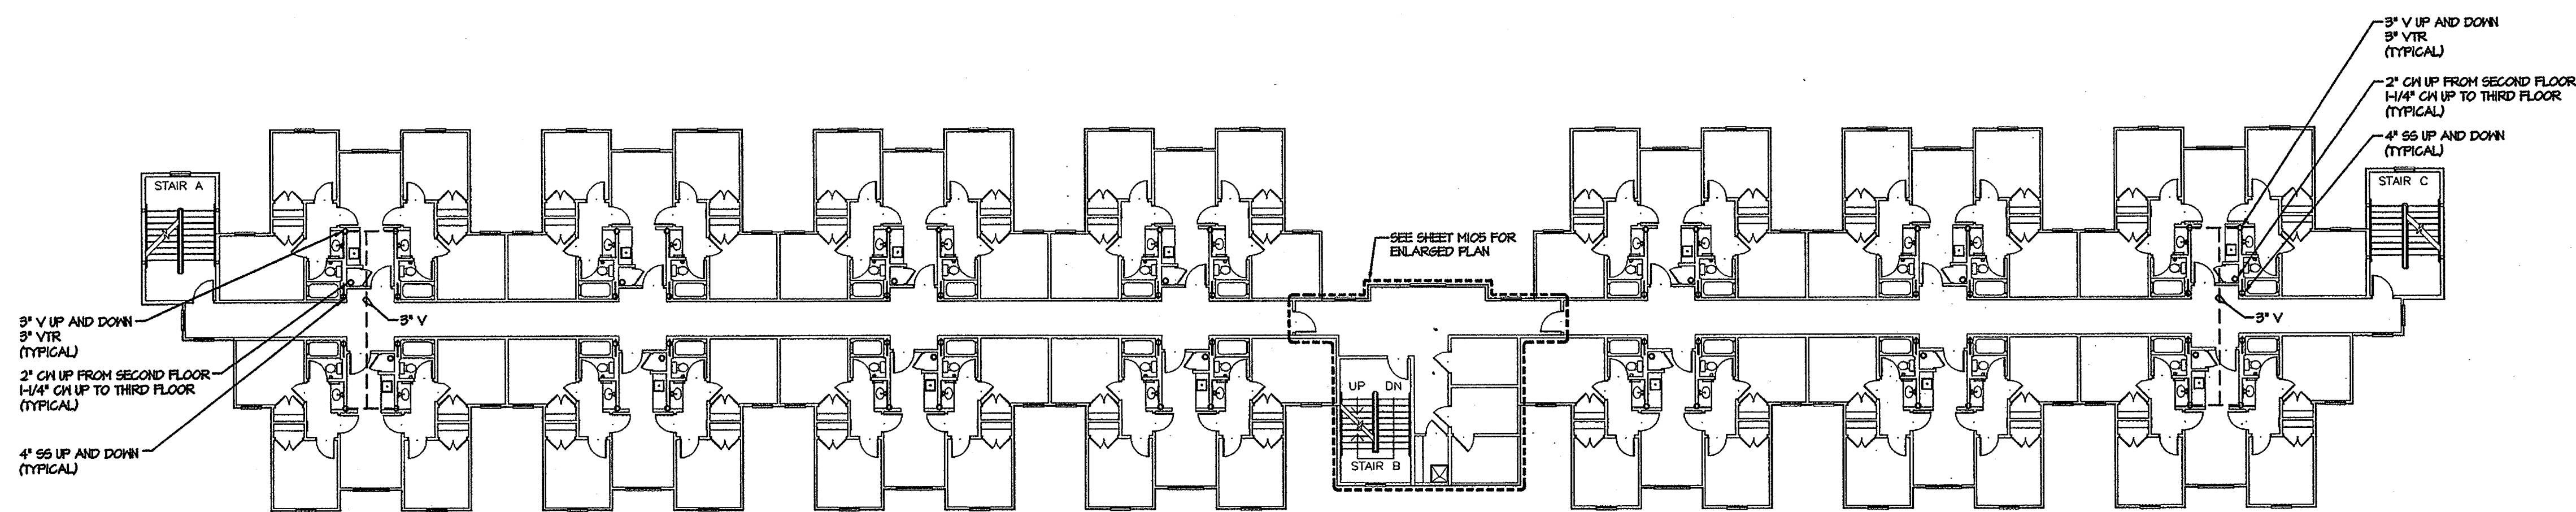 3" V UP AND DOWN
3" VTR
(TYPICAL)
2" CW UP FROM SECOND FLOOR
1-1/4" CW UP TO THIRD FLOOR
(TYPICAL)
4" SS UP AND DOWN
(TYPICAL)
STAIR A
STAIR C
SEE SHEET M105 FOR
ENLARGED PLAN
3" V UP AND DOWN
3" VTR
(TYPICAL)
2" CW UP FROM SECOND FLOOR
1-1/4" CW UP TO THIRD FLOOR
(TYPICAL)
4" SS UP AND DOWN
(TYPICAL)
3" V
3" V
UP DN
STAIR B